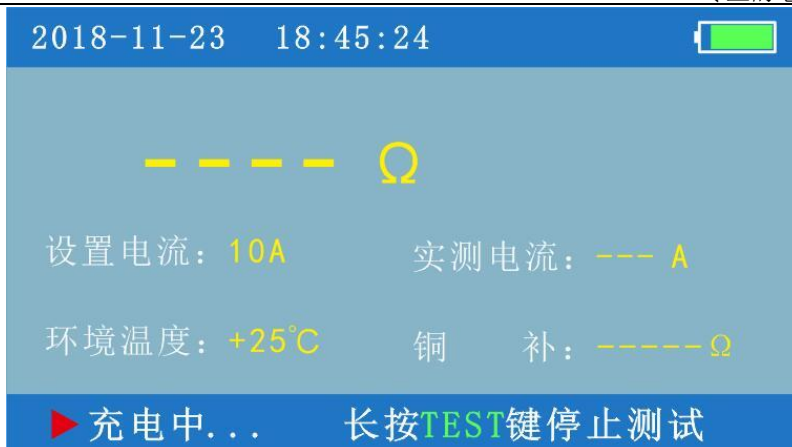 2018-11-23 18:45:24
---- Ω
设置电流：10A 实测电流：--- A
环境温度：+25℃ 铜 补：-----Ω
充电中... 长按TEST键停止测试